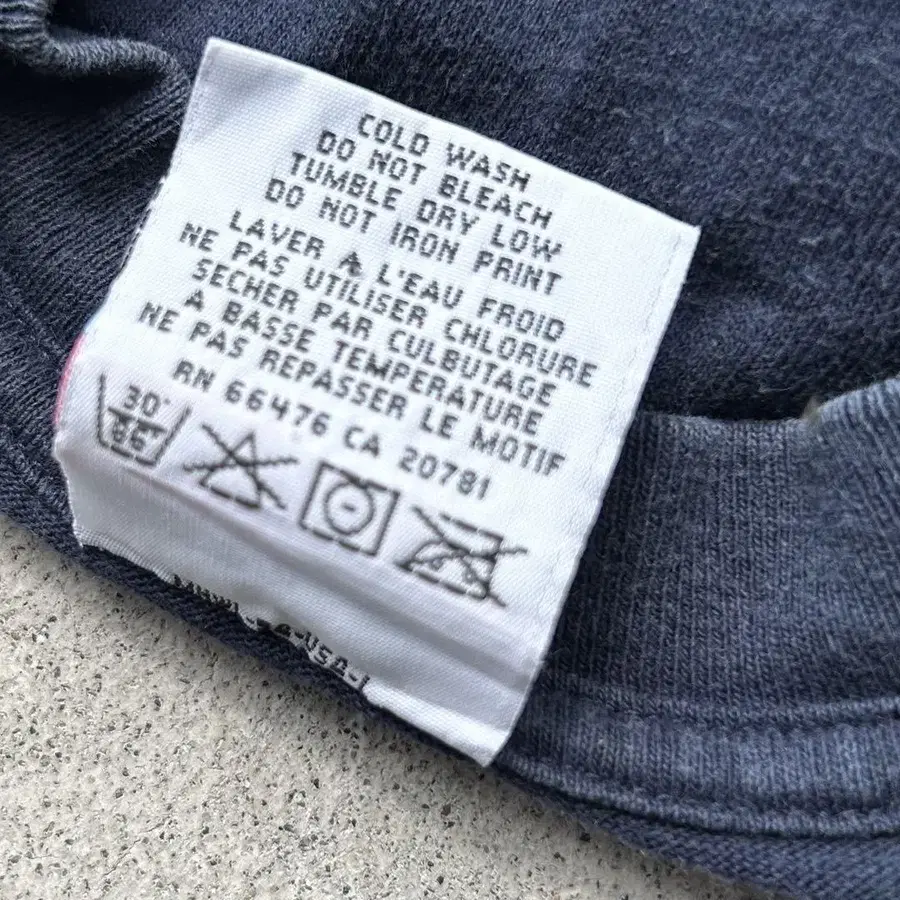 COLD WASH
DO NOT BLEACH
TUMBLE DRY LOW
DO NOT IRON PRINT
LAVER A L'EAU FROID
NE PAS UTILISER CHLORURE
SECHER PAR CULBUTAGE
A BASSE TEMPERATURE
NE PAS REPASSER LE MOTIF
RN 66476 CA 20781
30°